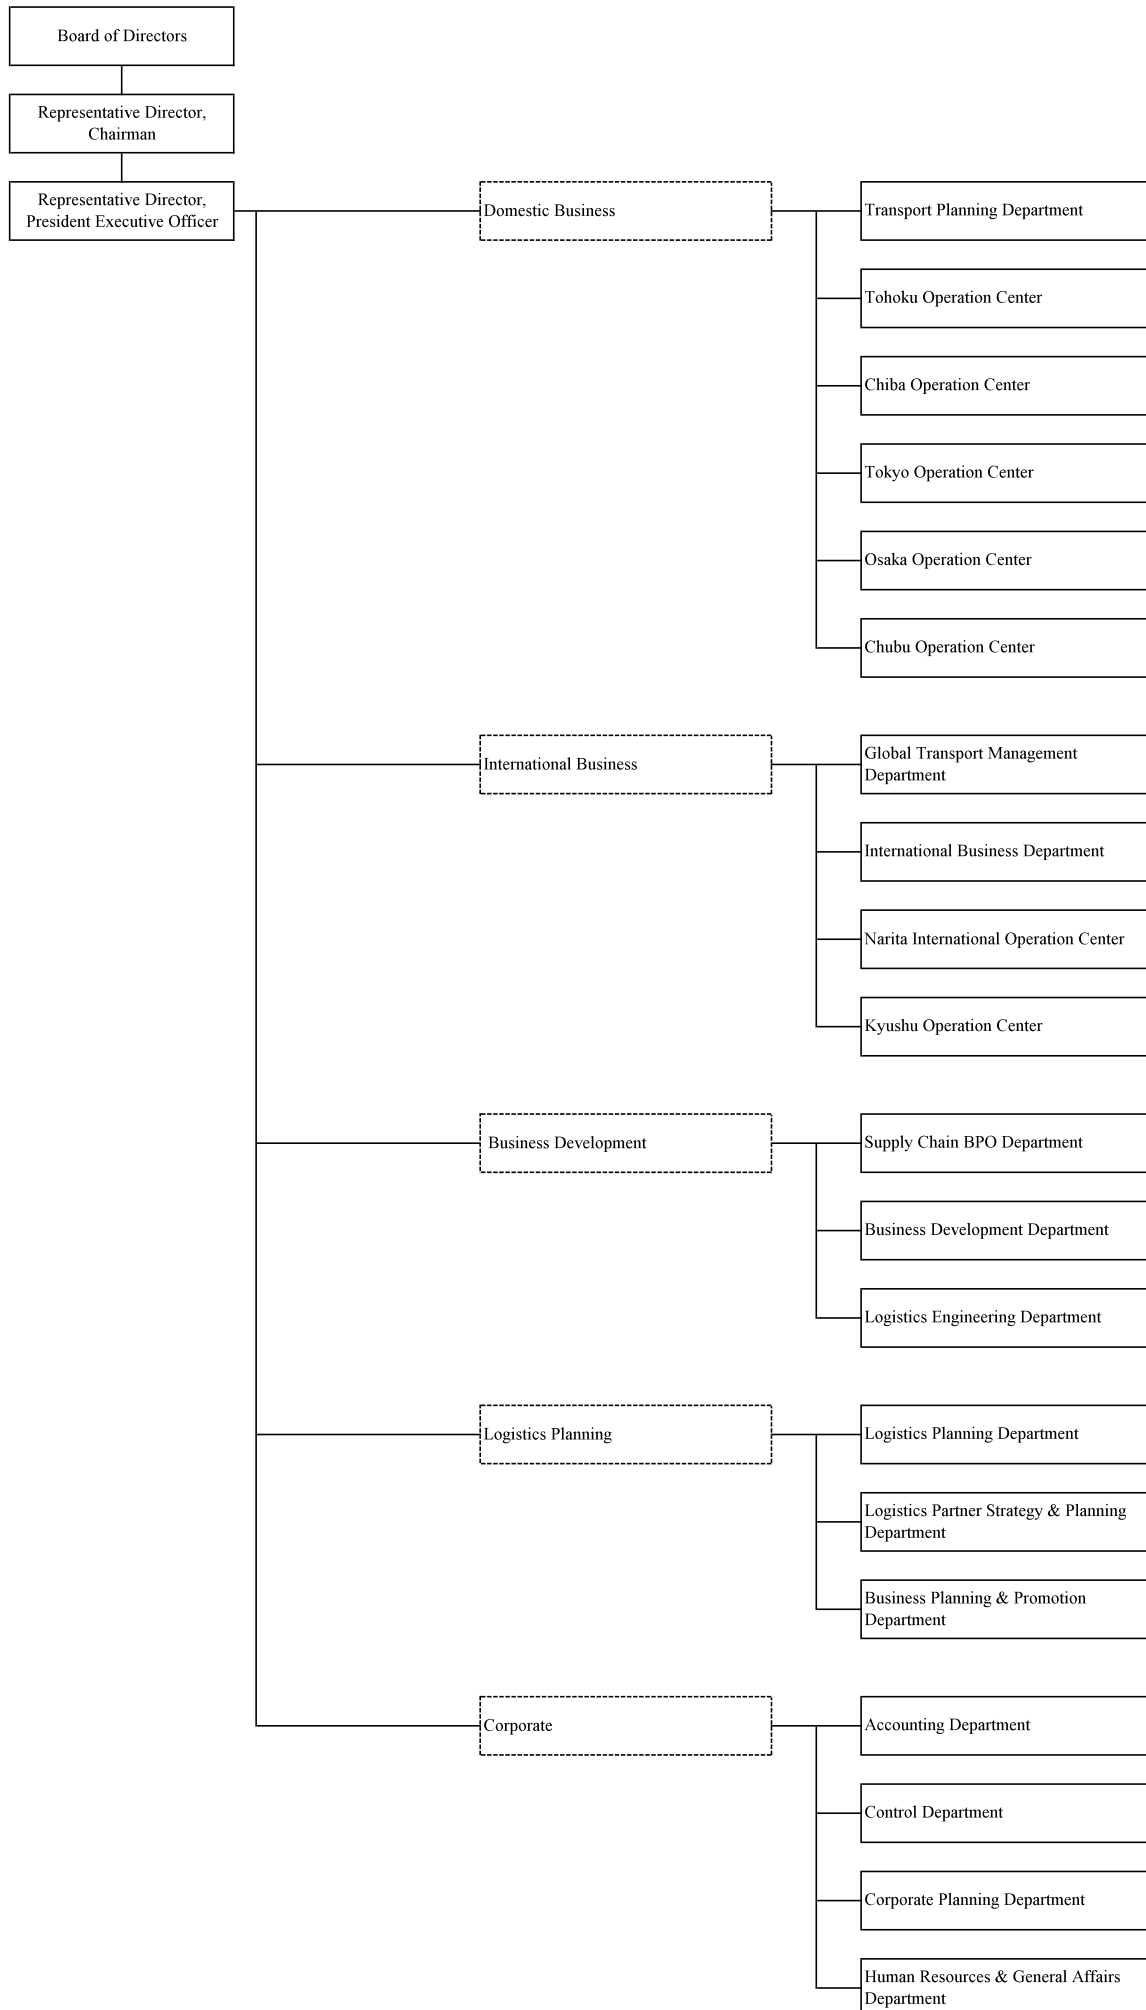 Board of Directors
Representative Director,
Chairman
Representative Director,
President Executive Officer
Domestic Business
Transport Planning Department
Tohoku Operation Center
Chiba Operation Center
Tokyo Operation Center
Osaka Operation Center
Chubu Operation Center
International Business
Global Transport Management
Department
International Business Department
Narita International Operation Center
Kyushu Operation Center
Business Development
Supply Chain BPO Department
Business Development Department
Logistics Engineering Department
Logistics Planning
Logistics Planning Department
Logistics Partner Strategy & Planning
Department
Business Planning & Promotion
Department
Corporate
Accounting Department
Control Department
Corporate Planning Department
Human Resources & General Affairs
Department